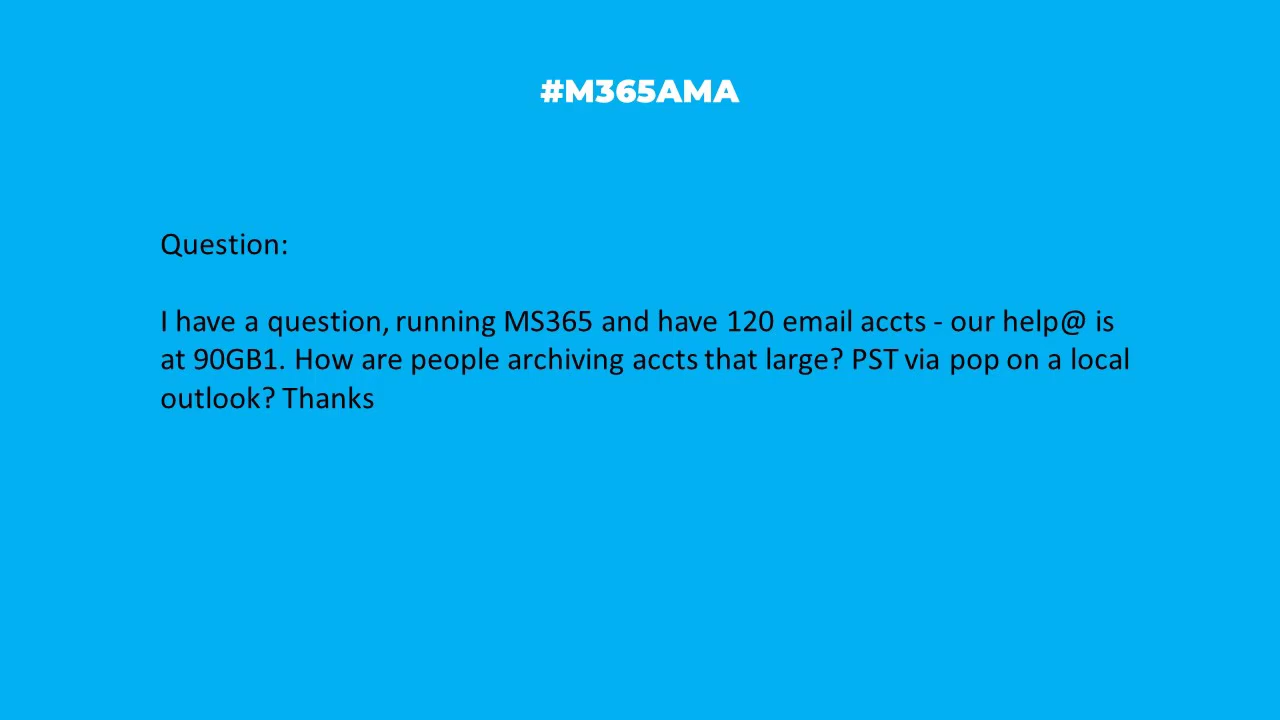 #M365AMA
Question:
I have a question, running MS365 and have 120 email accts - our help@ is
at 90GB1. How are people archiving accts that large? PST via pop on a local
outlook? Thanks